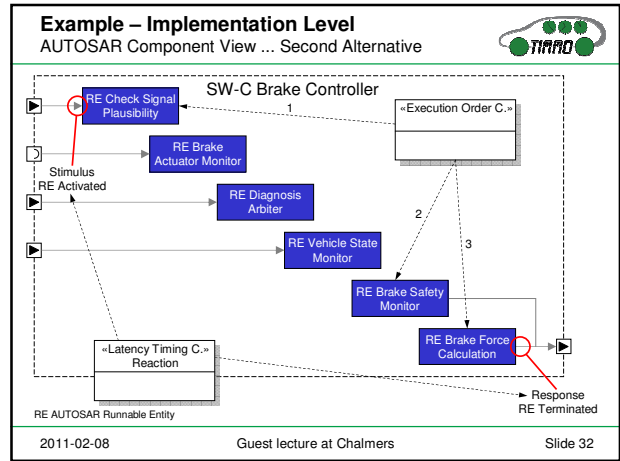 Example – Implementation Level
AUTOSAR Component View ... Second Alternative
TIMMO
SW-C Brake Controller
RE Check Signal
Plausibility
1
«Execution Order C.»
RE Brake
Actuator Monitor
Stimulus
RE Activated
RE Diagnosis
Arbiter
2
3
RE Vehicle State
Monitor
RE Brake Safety
Monitor
RE Brake Force
Calculation
«Latency Timing C.»
Reaction
Response
RE Terminated
RE AUTOSAR Runnable Entity
2011-02-08
Guest lecture at Chalmers
Slide 32